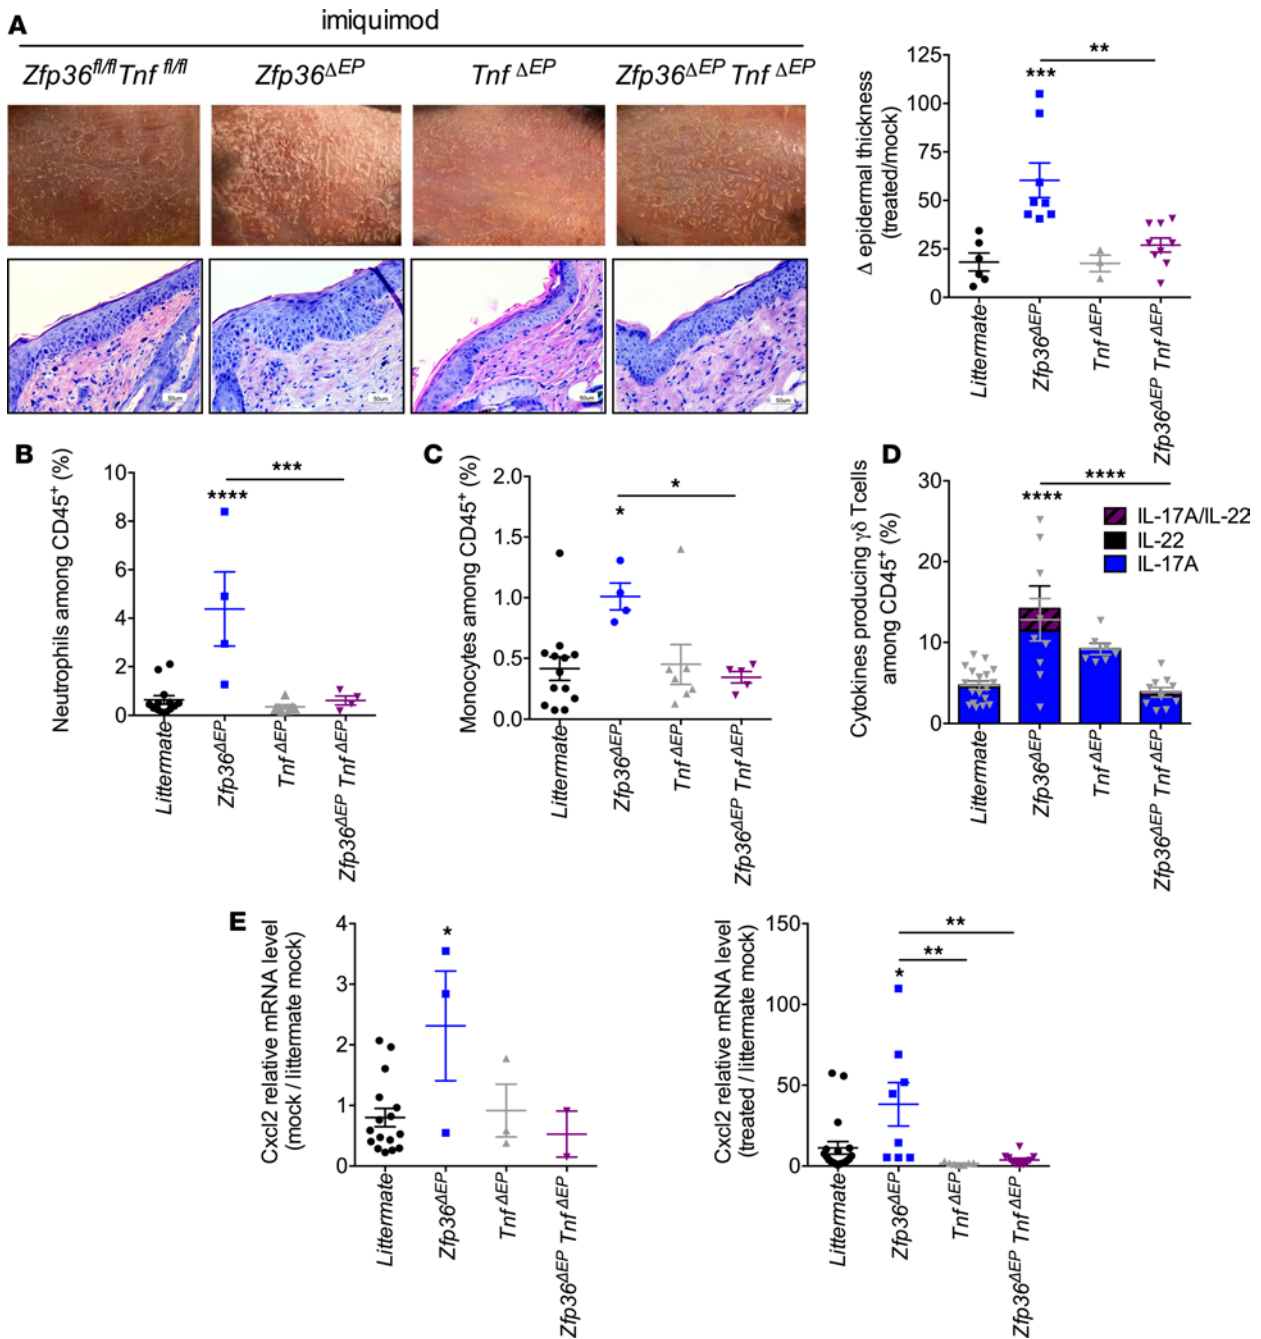 A
imiquimod
Zfp36fl/fl Tnf fl/fl
Zfp36ΔEP
Tnf ΔEP
Zfp36ΔEP Tnf ΔEP
50um
50um
50um
50um
Δ epidermal thickness
(treated/mock)
125
100
75
50
25
0
***
**
Littermate
Zfp36ΔEP
Tnf ΔEP
Zfp36ΔEP Tnf ΔEP
B
Neutrophils among CD45+ (%)
10
8
6
4
2
0
****
***
Littermate
Zfp36ΔEP
Tnf ΔEP
Zfp36ΔEP Tnf ΔEP
C
Monocytes among CD45+ (%)
2.0
1.5
1.0
0.5
0.0
*
*
Littermate
Zfp36ΔEP
Tnf ΔEP
Zfp36ΔEP Tnf ΔEP
D
Cytokines producing γδ Tcells
among CD45+ (%)
30
20
10
0
****
****
IL-17A/IL-22
IL-22
IL-17A
Littermate
Zfp36ΔEP
Tnf ΔEP
Zfp36ΔEP Tnf ΔEP
E
Cxcl2 relative mRNA level
(mock / littermate mock)
4
3
2
1
0
*
Littermate
Zfp36ΔEP
Tnf ΔEP
Zfp36ΔEP Tnf ΔEP
Cxcl2 relative mRNA level
(treated / littermate mock)
150
100
50
0
*
**
**
Littermate
Zfp36ΔEP
Tnf ΔEP
Zfp36ΔEP Tnf ΔEP